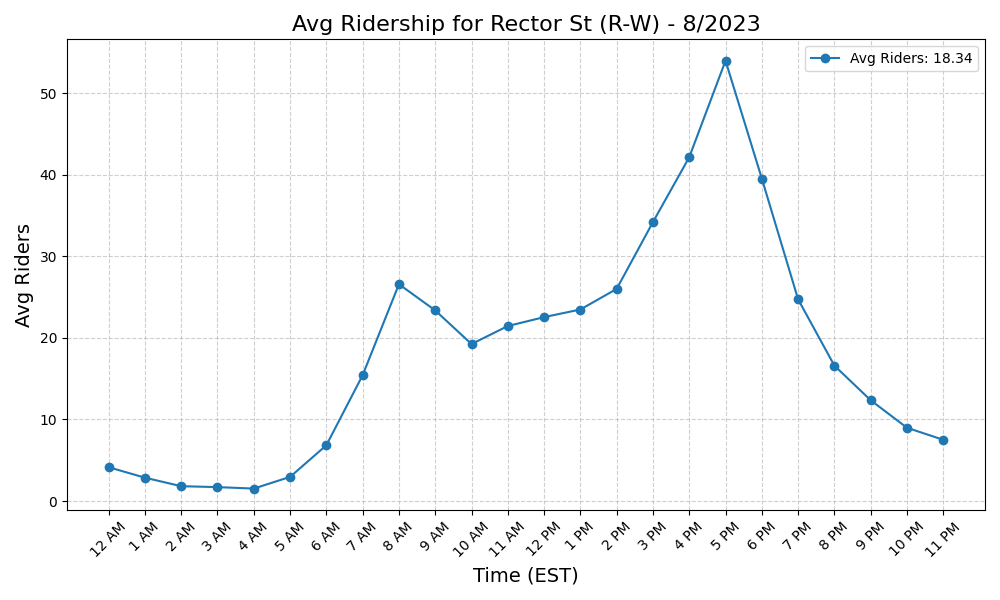 Avg Ridership for Rector St (R-W) - 8/2023
Avg Riders: 18.34
Avg Riders
50
40
30
20
10
0
12 AM
1 AM
2 AM
3 AM
4 AM
5 AM
6 AM
7 AM
8 AM
9 AM
10 AM
11 AM
12 PM
1 PM
2 PM
3 PM
4 PM
5 PM
6 PM
7 PM
8 PM
9 PM
10 PM
11 PM
Time (EST)